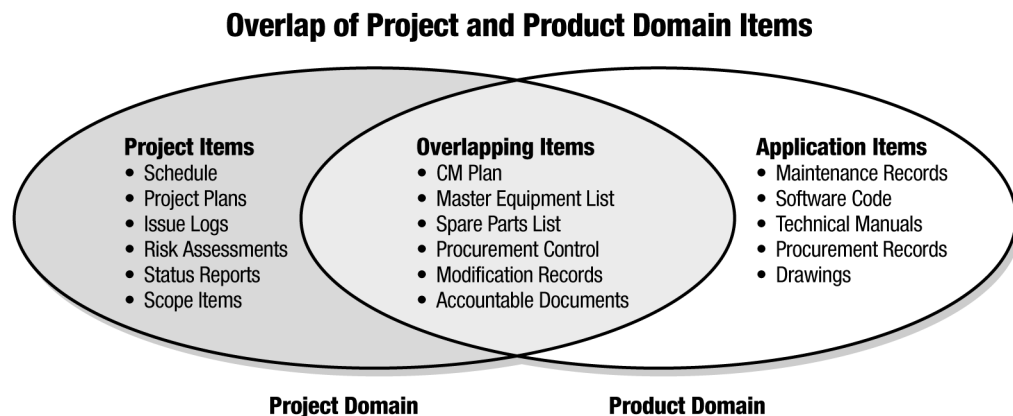 Overlap of Project and Product Domain Items
Project Items
• Schedule
• Project Plans
• Issue Logs
• Risk Assessments
• Status Reports
• Scope Items
Overlapping Items
• CM Plan
• Master Equipment List
• Spare Parts List
• Procurement Control
• Modification Records
• Accountable Documents
Application Items
• Maintenance Records
• Software Code
• Technical Manuals
• Procurement Records
• Drawings
Project Domain
Product Domain